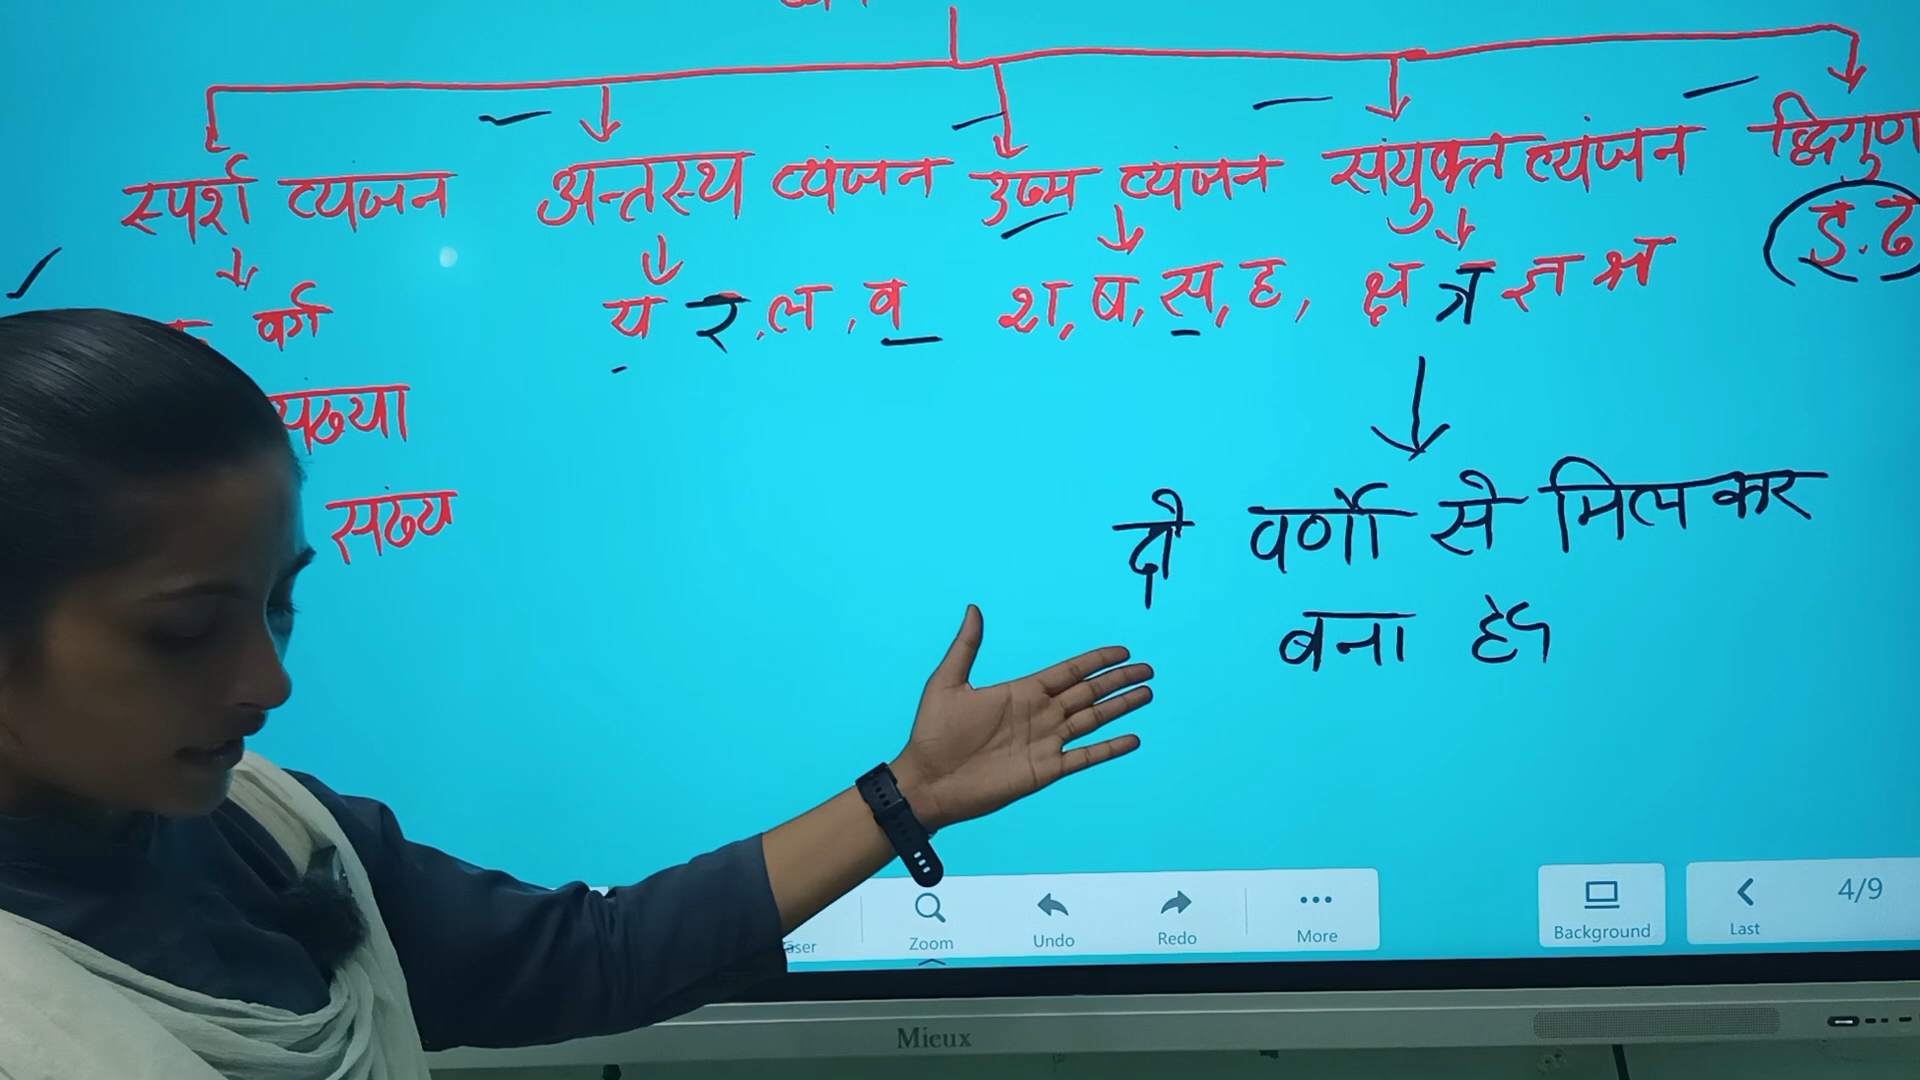 स्पर्श व्यंजन अन्तस्थ व्यंजन उष्म व्यंजन संयुक्त व्यंजन द्विगुण
य र, ल, व श, ष, स, ह, क्ष त्र ज्ञ श्र ड. ढ
वर्ग
संख्य
दो वर्णों से मिलकर
बना है
Zoom Undo Redo More Background Last 4/9
Mieux